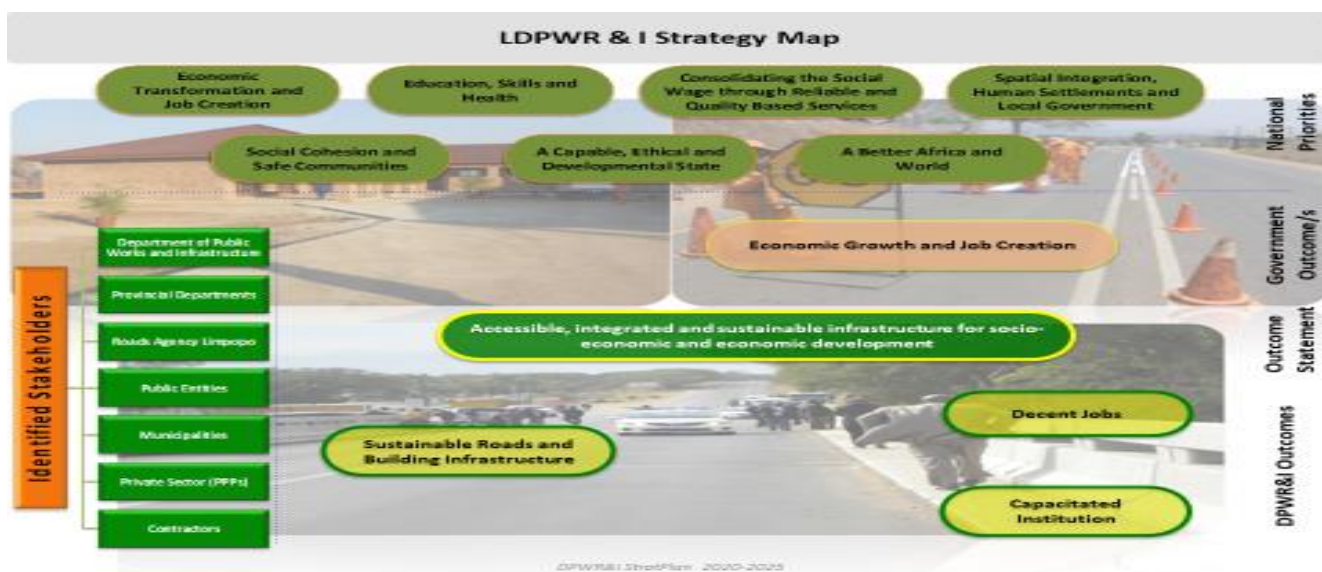 LDPWR & I Strategy Map
Economic
Transformation and
Job Creation
Education, Skills and
Health
Consolidating the Social
Wage through Reliable and
Quality Based Services
Spatial Integration,
Human Settlements and
Local Government
National
Priorities
Social Cohesion and
Safe Communities
A Capable, Ethical and
Developmental State
A Better Africa and
World
Economic Growth and Job Creation
Government
Outcome/s
Identified Stakeholders
Department of Public
Works and Infrastructure
Provincial Departments
Roads Agency Limpopo
Public Entities
Municipalities
Private Sector (PPPs)
Contractors
Accessible, integrated and sustainable infrastructure for socio-
economic and economic development
Outcome
Statement
Sustainable Roads and
Building Infrastructure
Decent Jobs
Capacitated
Institution
DPWR&I Outcomes
DPWR&I StratPlan 2020-2025